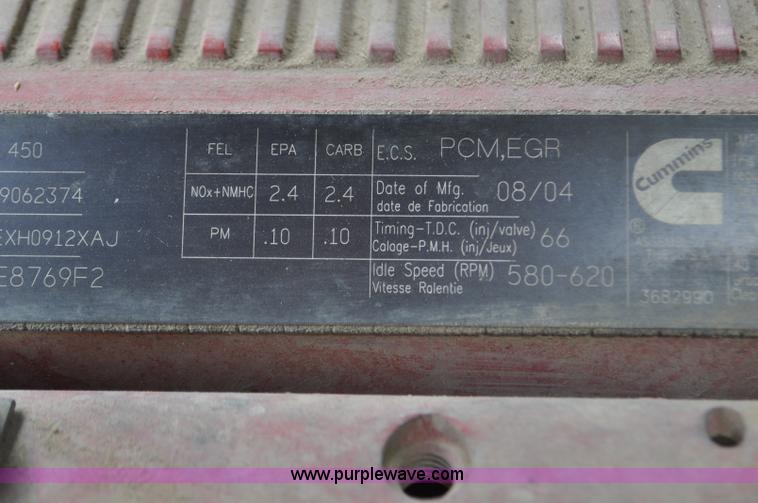 450
9062374
EXH0912XAJ
E8769F2
FEL EPA CARB
NOx+NMHC 2.4 2.4
PM .10 .10
E.C.S. PCM,EGR
Date of Mfg. 08/04
date de Fabrication
Timing-T.D.C. (inj/valve) 66
Calage-P.M.H. (inj/Jeux)
Idle Speed (RPM) 580-620
Vitesse Ralentie
Cummins
®
3682990
www.purplewave.com